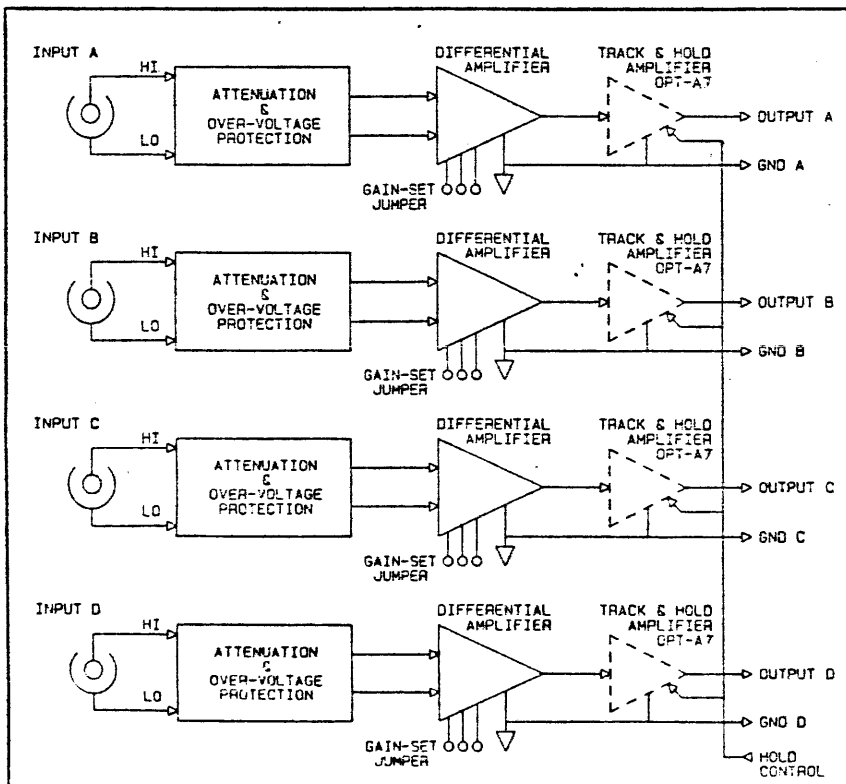 INPUT A
HI
LO
ATTENUATION
&
OVER-VOLTAGE
PROTECTION
DIFFERENTIAL
AMPLIFIER
GAIN-SET
JUMPER
TRACK & HOLD
AMPLIFIER
OPT-A7
OUTPUT A
GND A
INPUT B
HI
LO
ATTENUATION
&
OVER-VOLTAGE
PROTECTION
DIFFERENTIAL
AMPLIFIER
GAIN-SET
JUMPER
TRACK & HOLD
AMPLIFIER
OPT-A7
OUTPUT B
GND B
INPUT C
HI
LO
ATTENUATION
&
OVER-VOLTAGE
PROTECTION
DIFFERENTIAL
AMPLIFIER
GAIN-SET
JUMPER
TRACK & HOLD
AMPLIFIER
OPT-A7
OUTPUT C
GND C
INPUT D
HI
LO
ATTENUATION
&
OVER-VOLTAGE
PROTECTION
DIFFERENTIAL
AMPLIFIER
GAIN-SET
JUMPER
TRACK & HOLD
AMPLIFIER
OPT-A7
OUTPUT D
GND D
HOLD
CONTROL